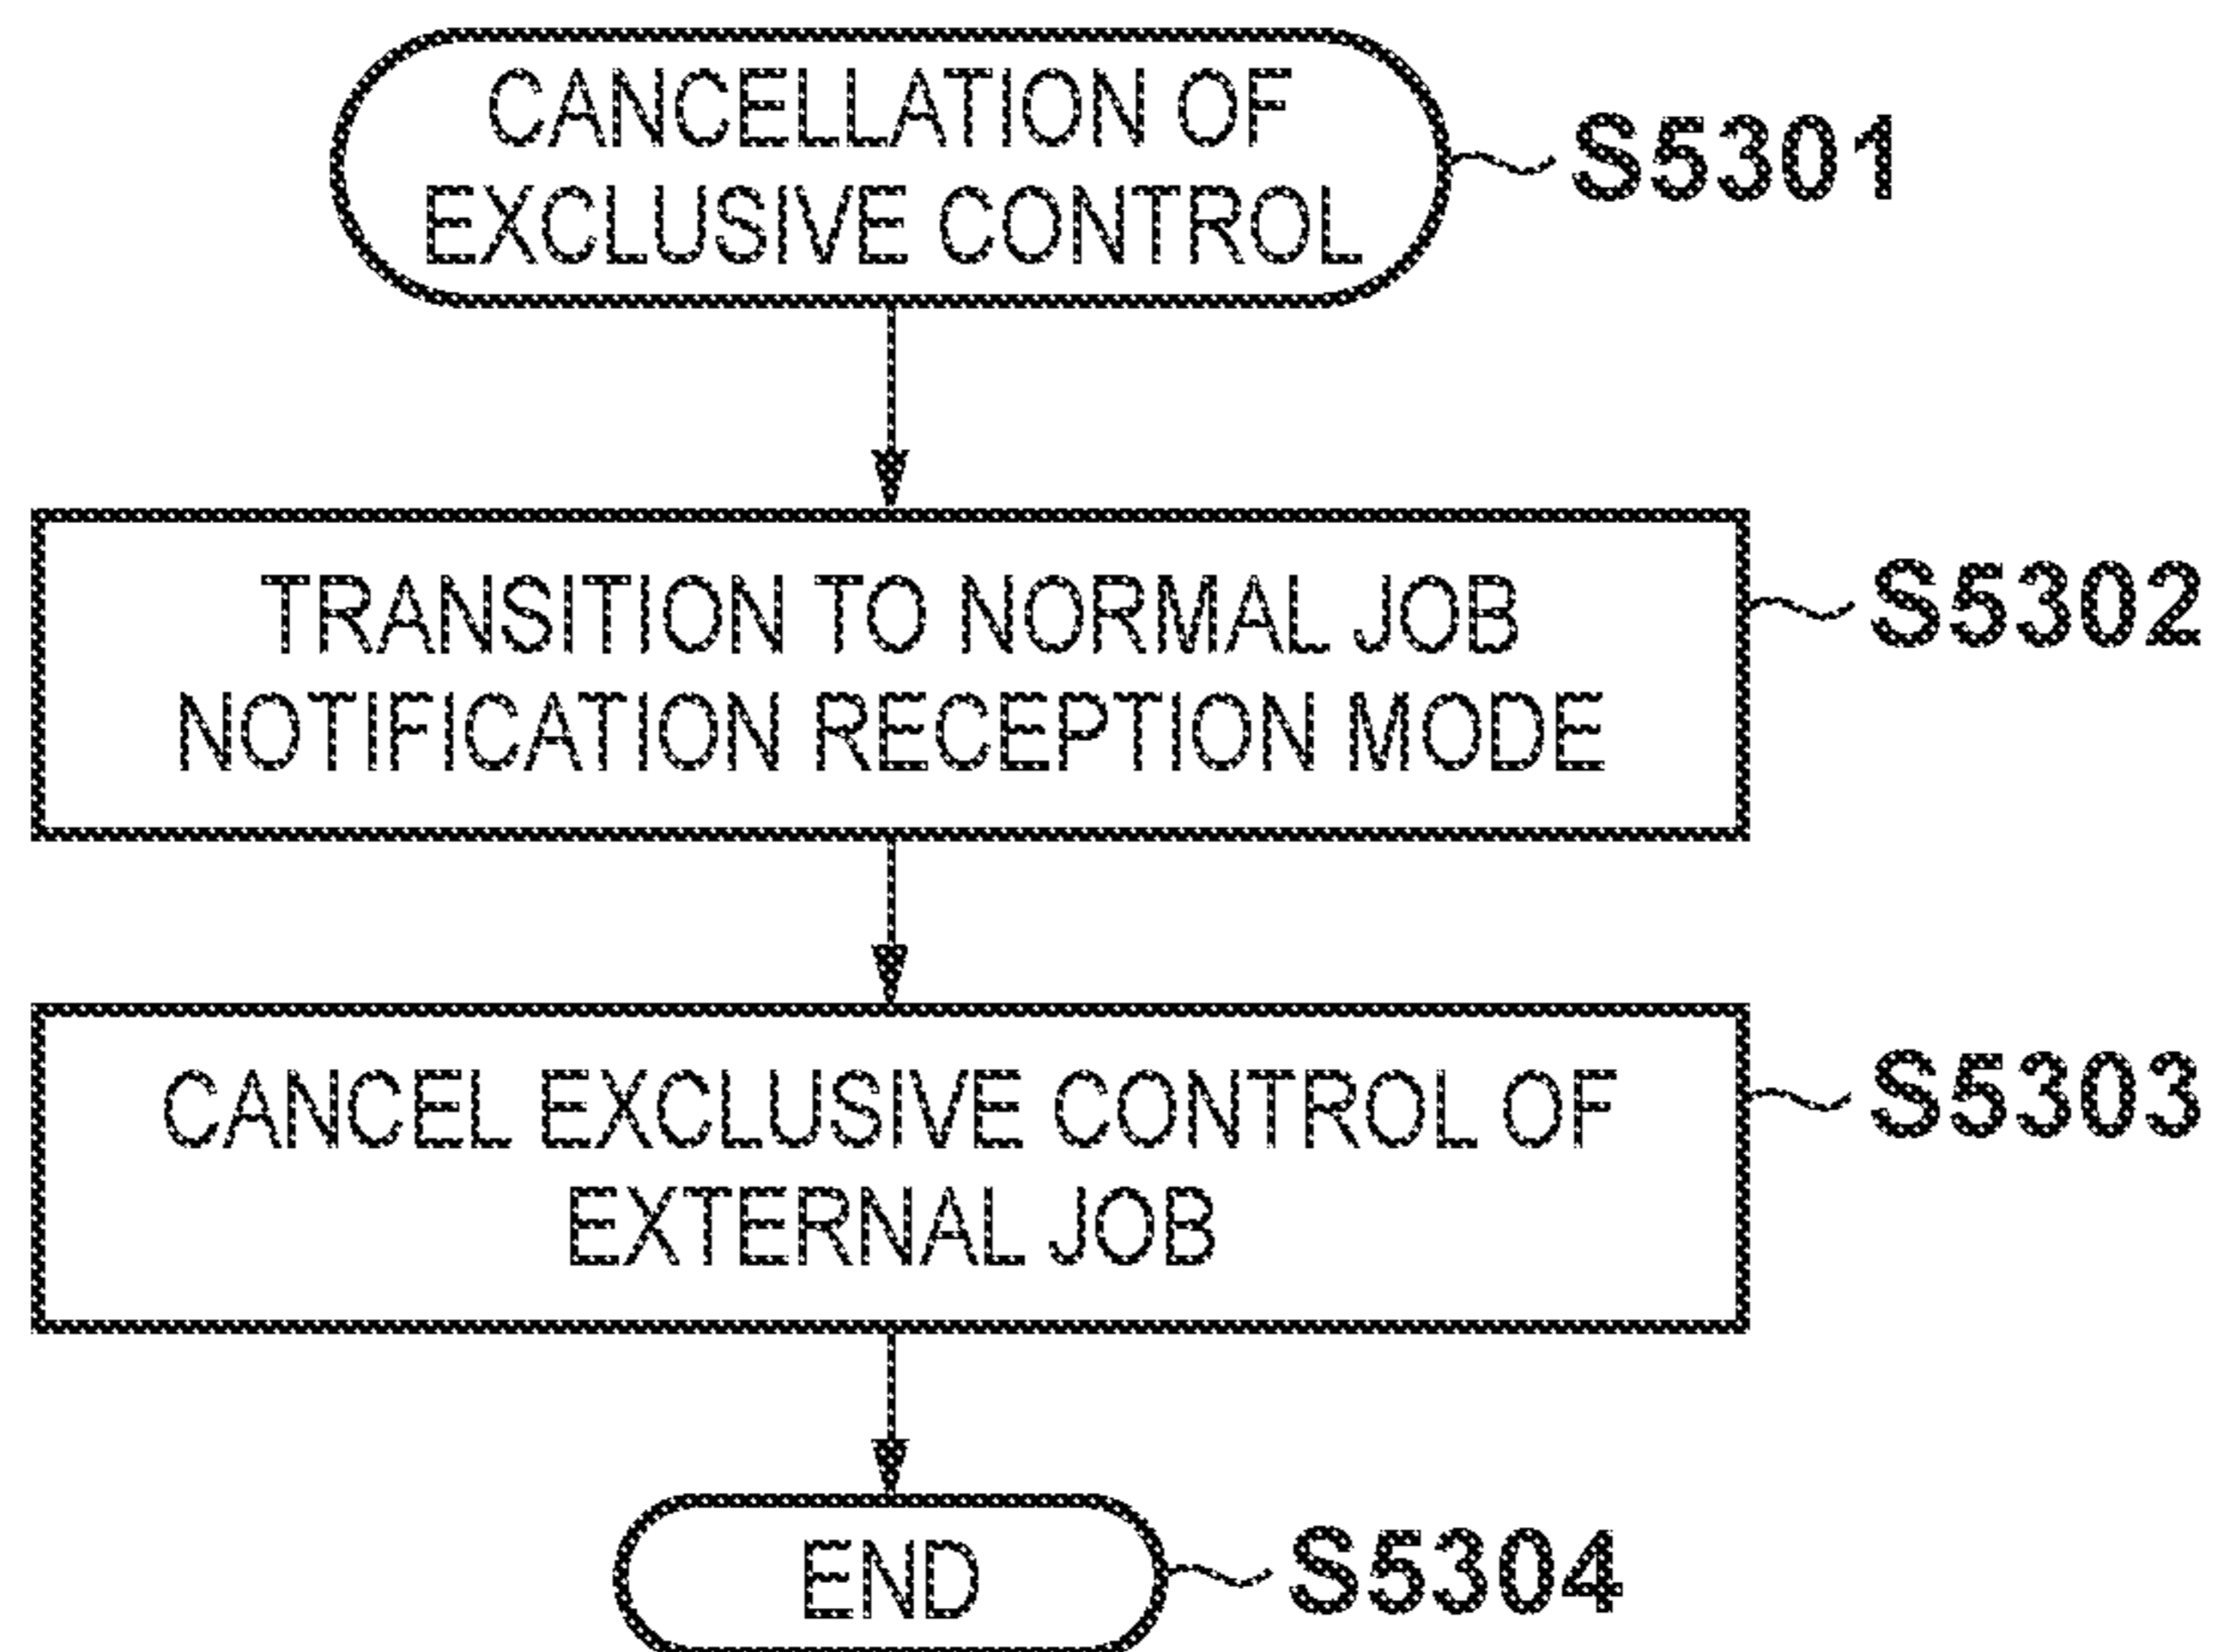 CANCELLATION OF
EXCLUSIVE CONTROL
S5301
TRANSITION TO NORMAL JOB
NOTIFICATION RECEPTION MODE
S5302
CANCEL EXCLUSIVE CONTROL OF
EXTERNAL JOB
S5303
END
S5304